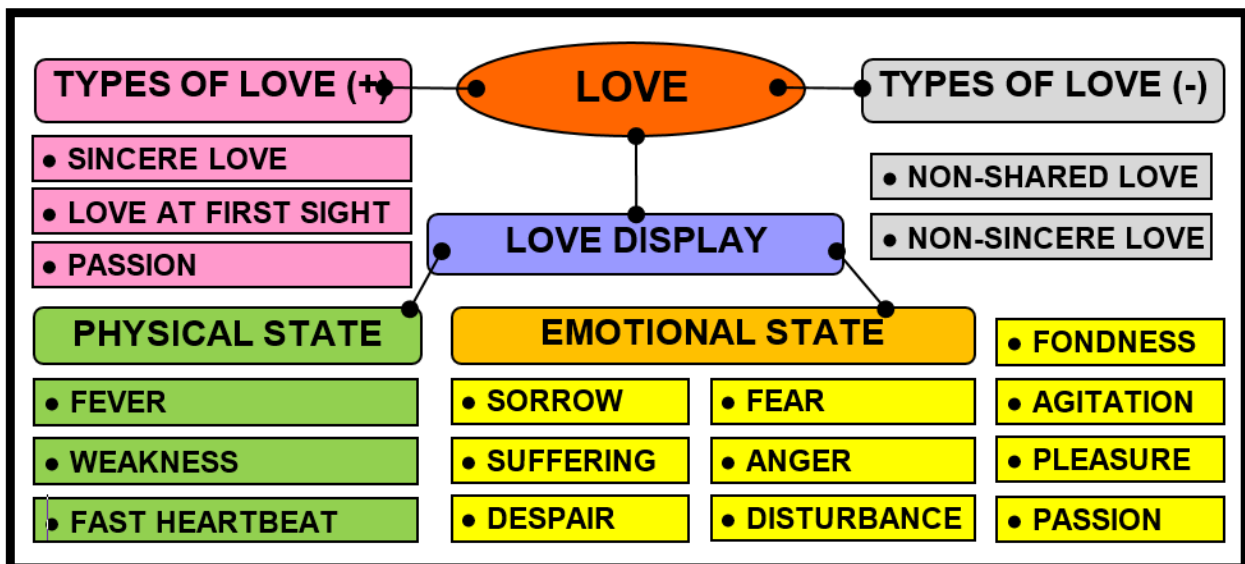 LOVE
TYPES OF LOVE (+)
● SINCERE LOVE
● LOVE AT FIRST SIGHT
● PASSION
TYPES OF LOVE (-)
● NON-SHARED LOVE
● NON-SINCERE LOVE
LOVE DISPLAY
PHYSICAL STATE
● FEVER
● WEAKNESS
● FAST HEARTBEAT
EMOTIONAL STATE
● SORROW
● SUFFERING
● DESPAIR
● FEAR
● ANGER
● DISTURBANCE
● FONDNESS
● AGITATION
● PLEASURE
● PASSION